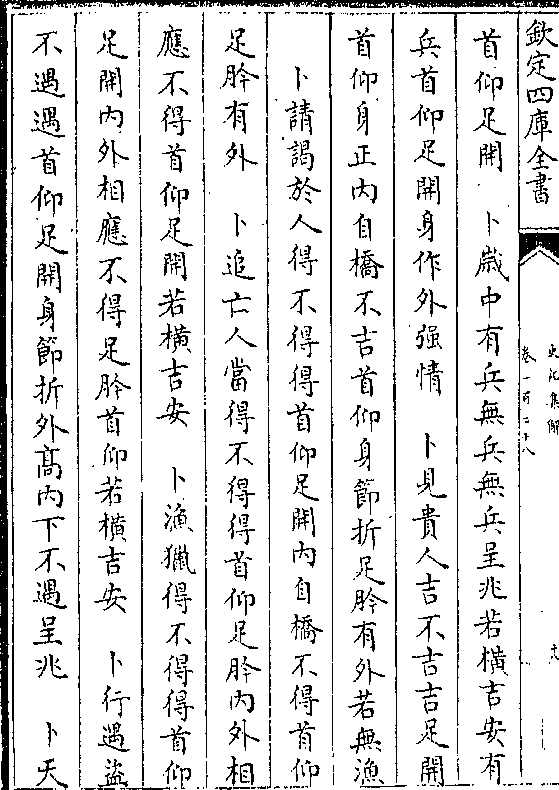 欽定四庫全書
史記集解
卷一百二十八
首仰足開　卜歲中有兵無兵無兵呈兆若橫吉安有
兵首仰足開身作外强情　卜見貴人吉不吉吉足開
首仰身正内自橋不吉首仰身節折足肣有外若無漁
卜請謁於人得不得得首仰足開内自橋不得首仰
足肣有外　卜追亡人當得不得得首仰足肣内外相
應不得首仰足開若橫吉安　卜漁獵得不得得首仰
足開内外相應不得足肣首仰若橫吉安　卜行遇盜
不遇遇首仰足開身節折外髙内下不遇呈兆　卜天